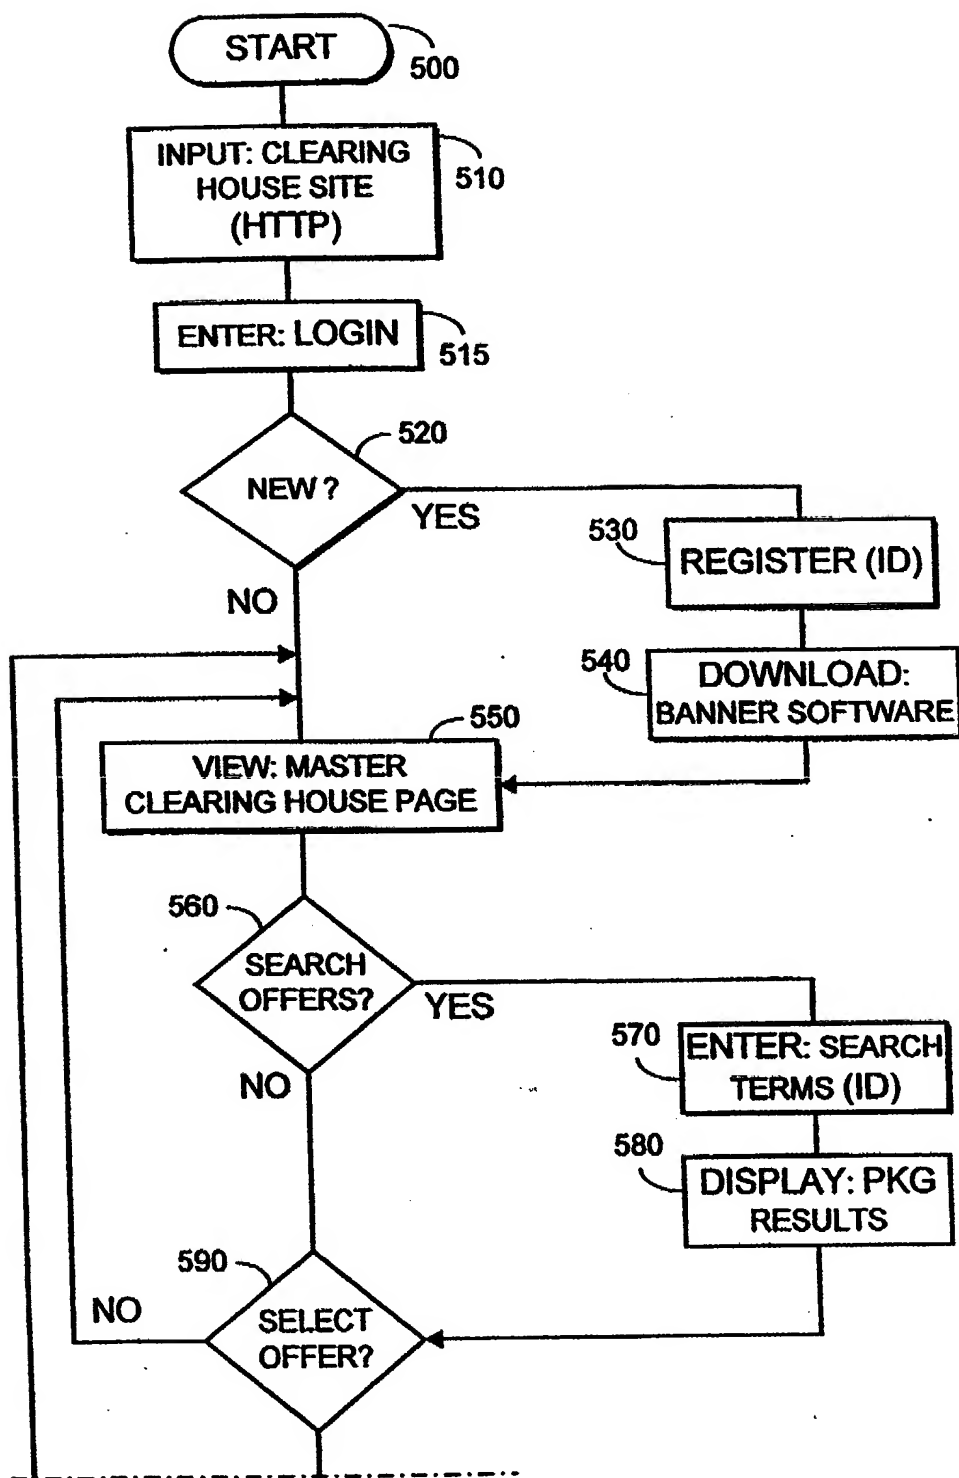 START
500
INPUT: CLEARING
HOUSE SITE
(HTTP)
510
ENTER: LOGIN
515
520
NEW ?
YES
NO
530
REGISTER (ID)
540
DOWNLOAD:
BANNER SOFTWARE
550
VIEW: MASTER
CLEARING HOUSE PAGE
560
SEARCH
OFFERS?
YES
NO
570
ENTER: SEARCH
TERMS (ID)
580
DISPLAY: PKG
RESULTS
590
NO
SELECT
OFFER?